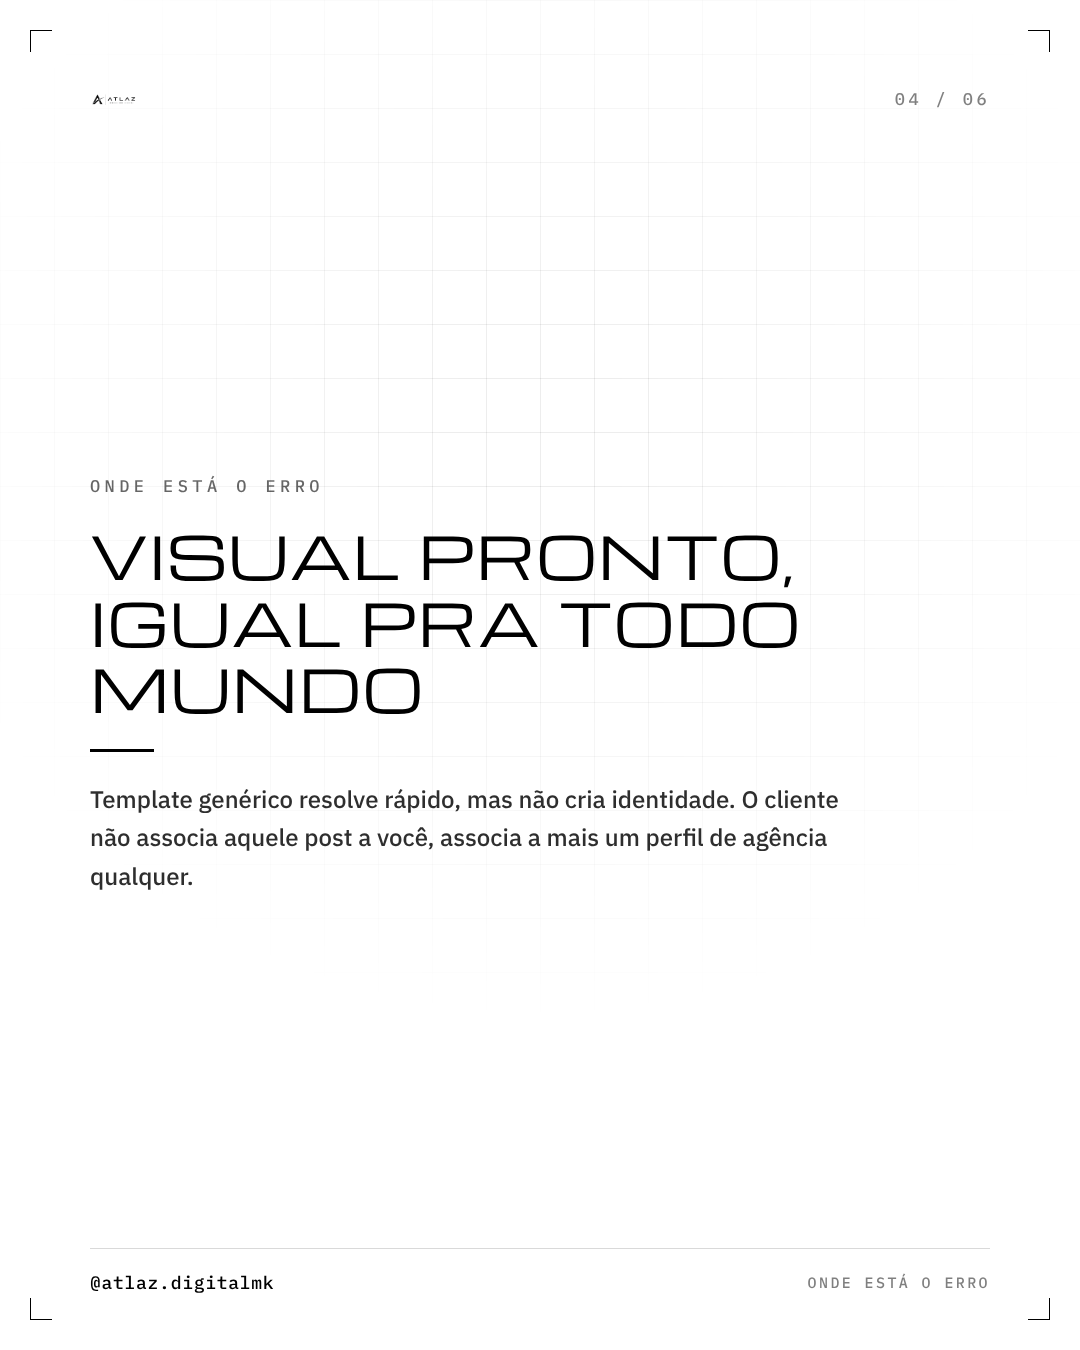 ATLAZ
04 / 06
ONDE ESTÁ O ERRO
VISUAL PRONTO,
IGUAL PRA TODO
MUNDO
Template genérico resolve rápido, mas não cria identidade. O cliente
não associa aquele post a você, associa a mais um perfil de agência
qualquer.
@atlaz.digitalmk
ONDE ESTÁ O ERRO